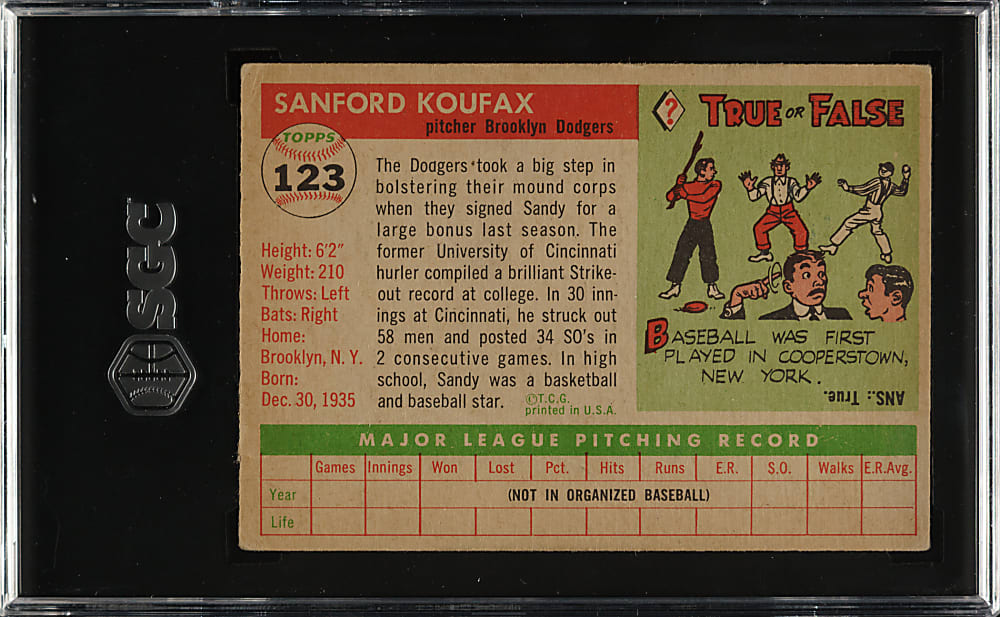 SGC
SANFORD KOUFAX
pitcher Brooklyn Dodgers
TOPPS
123
Height: 6'2"
Weight: 210
Throws: Left
Bats: Right
Home:
Brooklyn, N. Y.
Born:
Dec. 30, 1935
The Dodgers took a big step in
bolstering their mound corps
when they signed Sandy for a
large bonus last season. The
former University of Cincinnati
hurler compiled a brilliant Strike-
out record at college. In 30 inn-
ings at Cincinnati, he struck out
58 men and posted 34 SO's in
2 consecutive games. In high
school, Sandy was a basketball
and baseball star.
©T.C.G.
printed in U.S.A.
?
TRUE OR FALSE
BASEBALL WAS FIRST
PLAYED IN COOPERSTOWN,
NEW YORK.
ANS.: True.
MAJOR LEAGUE PITCHING RECORD
Games Innings Won Lost Pct. Hits Runs E.R. S.O. Walks E.R.Avg.
Year (NOT IN ORGANIZED BASEBALL)
Life